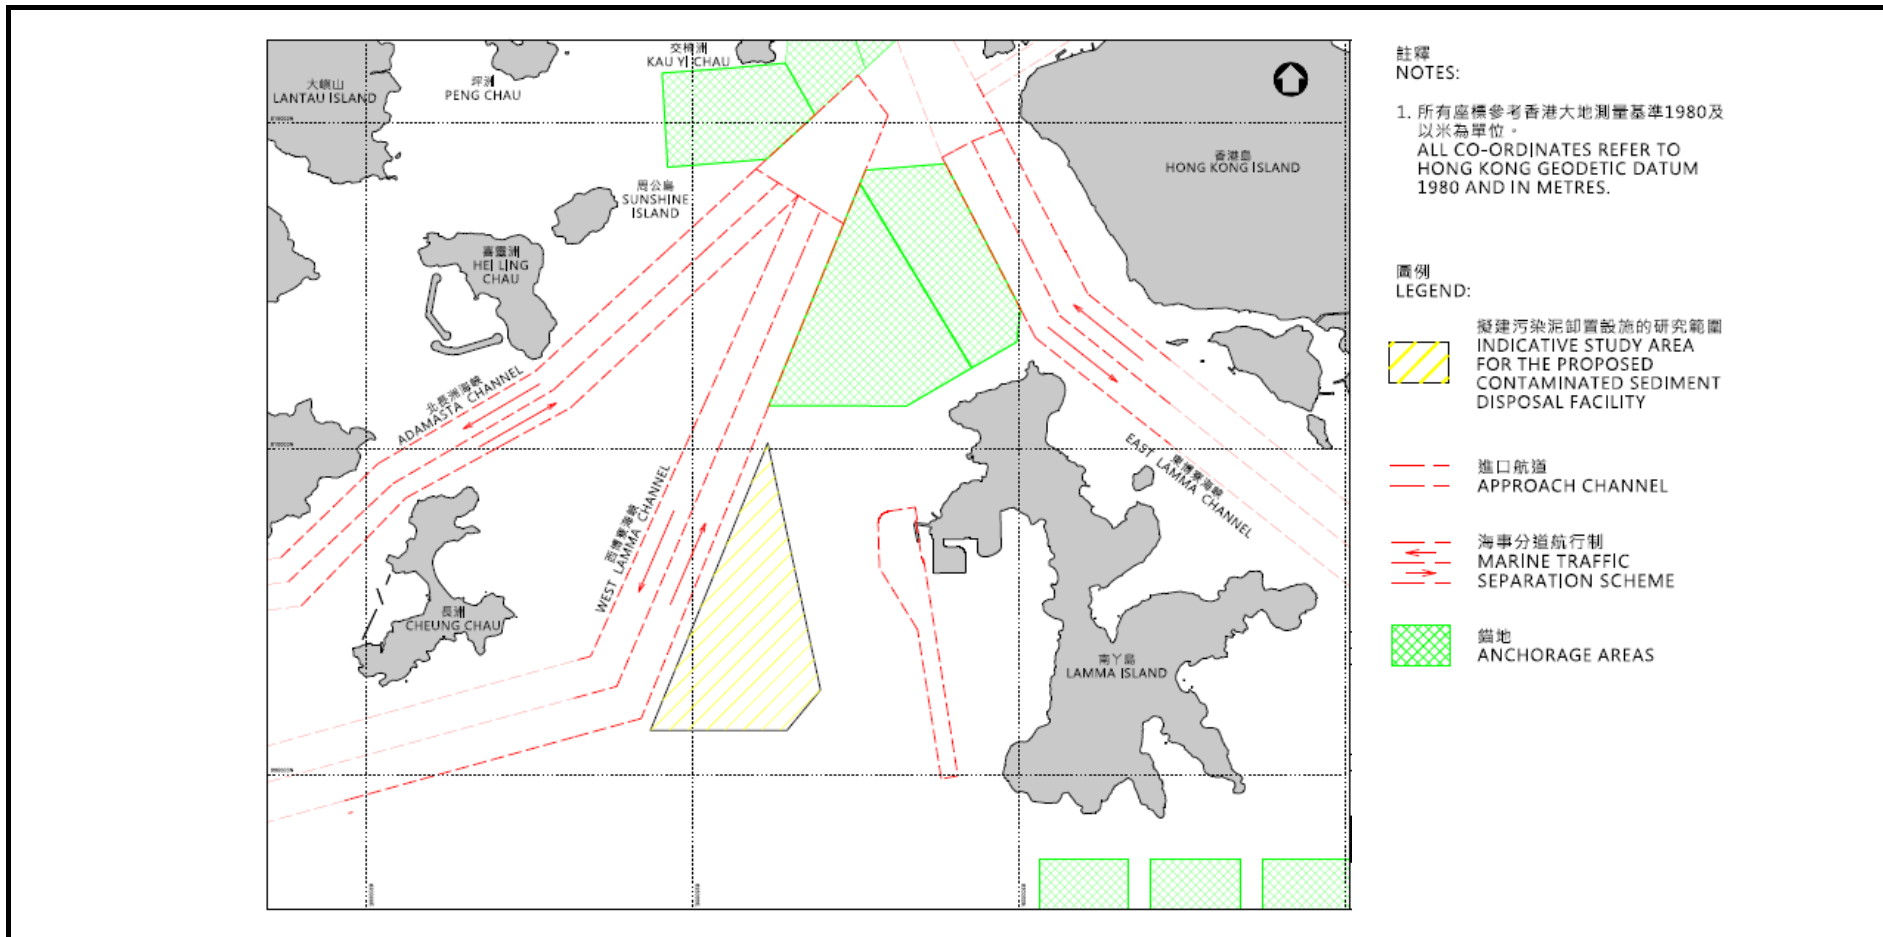 大嶼山
LANTAU ISLAND
坪洲
PENG CHAU
交椅洲
KAU YI CHAU
周公島
SUNSHINE
ISLAND
喜靈洲
HEI LING
CHAU
香港島
HONG KONG ISLAND
北長洲海峽
ADAMASTA CHANNEL
西博寮海峽
WEST LAMMA CHANNEL
東博寮海峽
EAST LAMMA CHANNEL
長洲
CHEUNG CHAU
南丫島
LAMMA ISLAND
註釋
NOTES:
1. 所有座標參考香港大地測量基準1980及
以米為單位。
ALL CO-ORDINATES REFER TO
HONG KONG GEODETIC DATUM
1980 AND IN METRES.
圖例
LEGEND:
擬建污染泥卸置設施的研究範圍
INDICATIVE STUDY AREA
FOR THE PROPOSED
CONTAMINATED SEDIMENT
DISPOSAL FACILITY
進口航道
APPROACH CHANNEL
海事分道航行制
MARINE TRAFFIC
SEPARATION SCHEME
錨地
ANCHORAGE AREAS